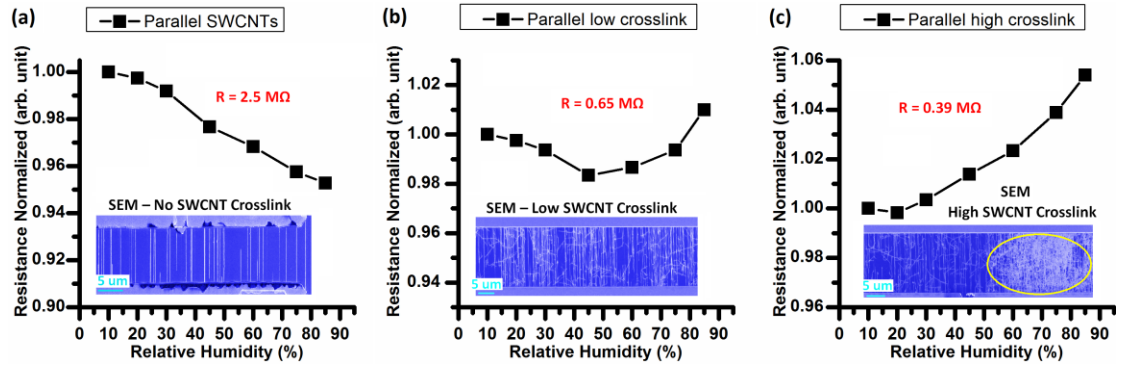 (a)
Parallel SWCNTs
Resistance Normalized (arb. unit)
1.00
0.98
0.96
0.94
0.92
0.90
R = 2.5 MΩ
SEM – No SWCNT Crosslink
5 um
0 10 20 30 40 50 60 70 80 90
Relative Humidity (%)
(b)
Parallel low crosslink
Resistance Normalized (arb. unit)
1.02
1.00
0.98
0.96
0.94
R = 0.65 MΩ
SEM – Low SWCNT Crosslink
5 um
0 10 20 30 40 50 60 70 80 90
Relative Humidity (%)
(c)
Parallel high crosslink
Resistance Normalized (arb. unit)
1.06
1.04
1.02
1.00
0.98
0.96
R = 0.39 MΩ
SEM
High SWCNT Crosslink
5 um
0 10 20 30 40 50 60 70 80 90
Relative Humidity (%)